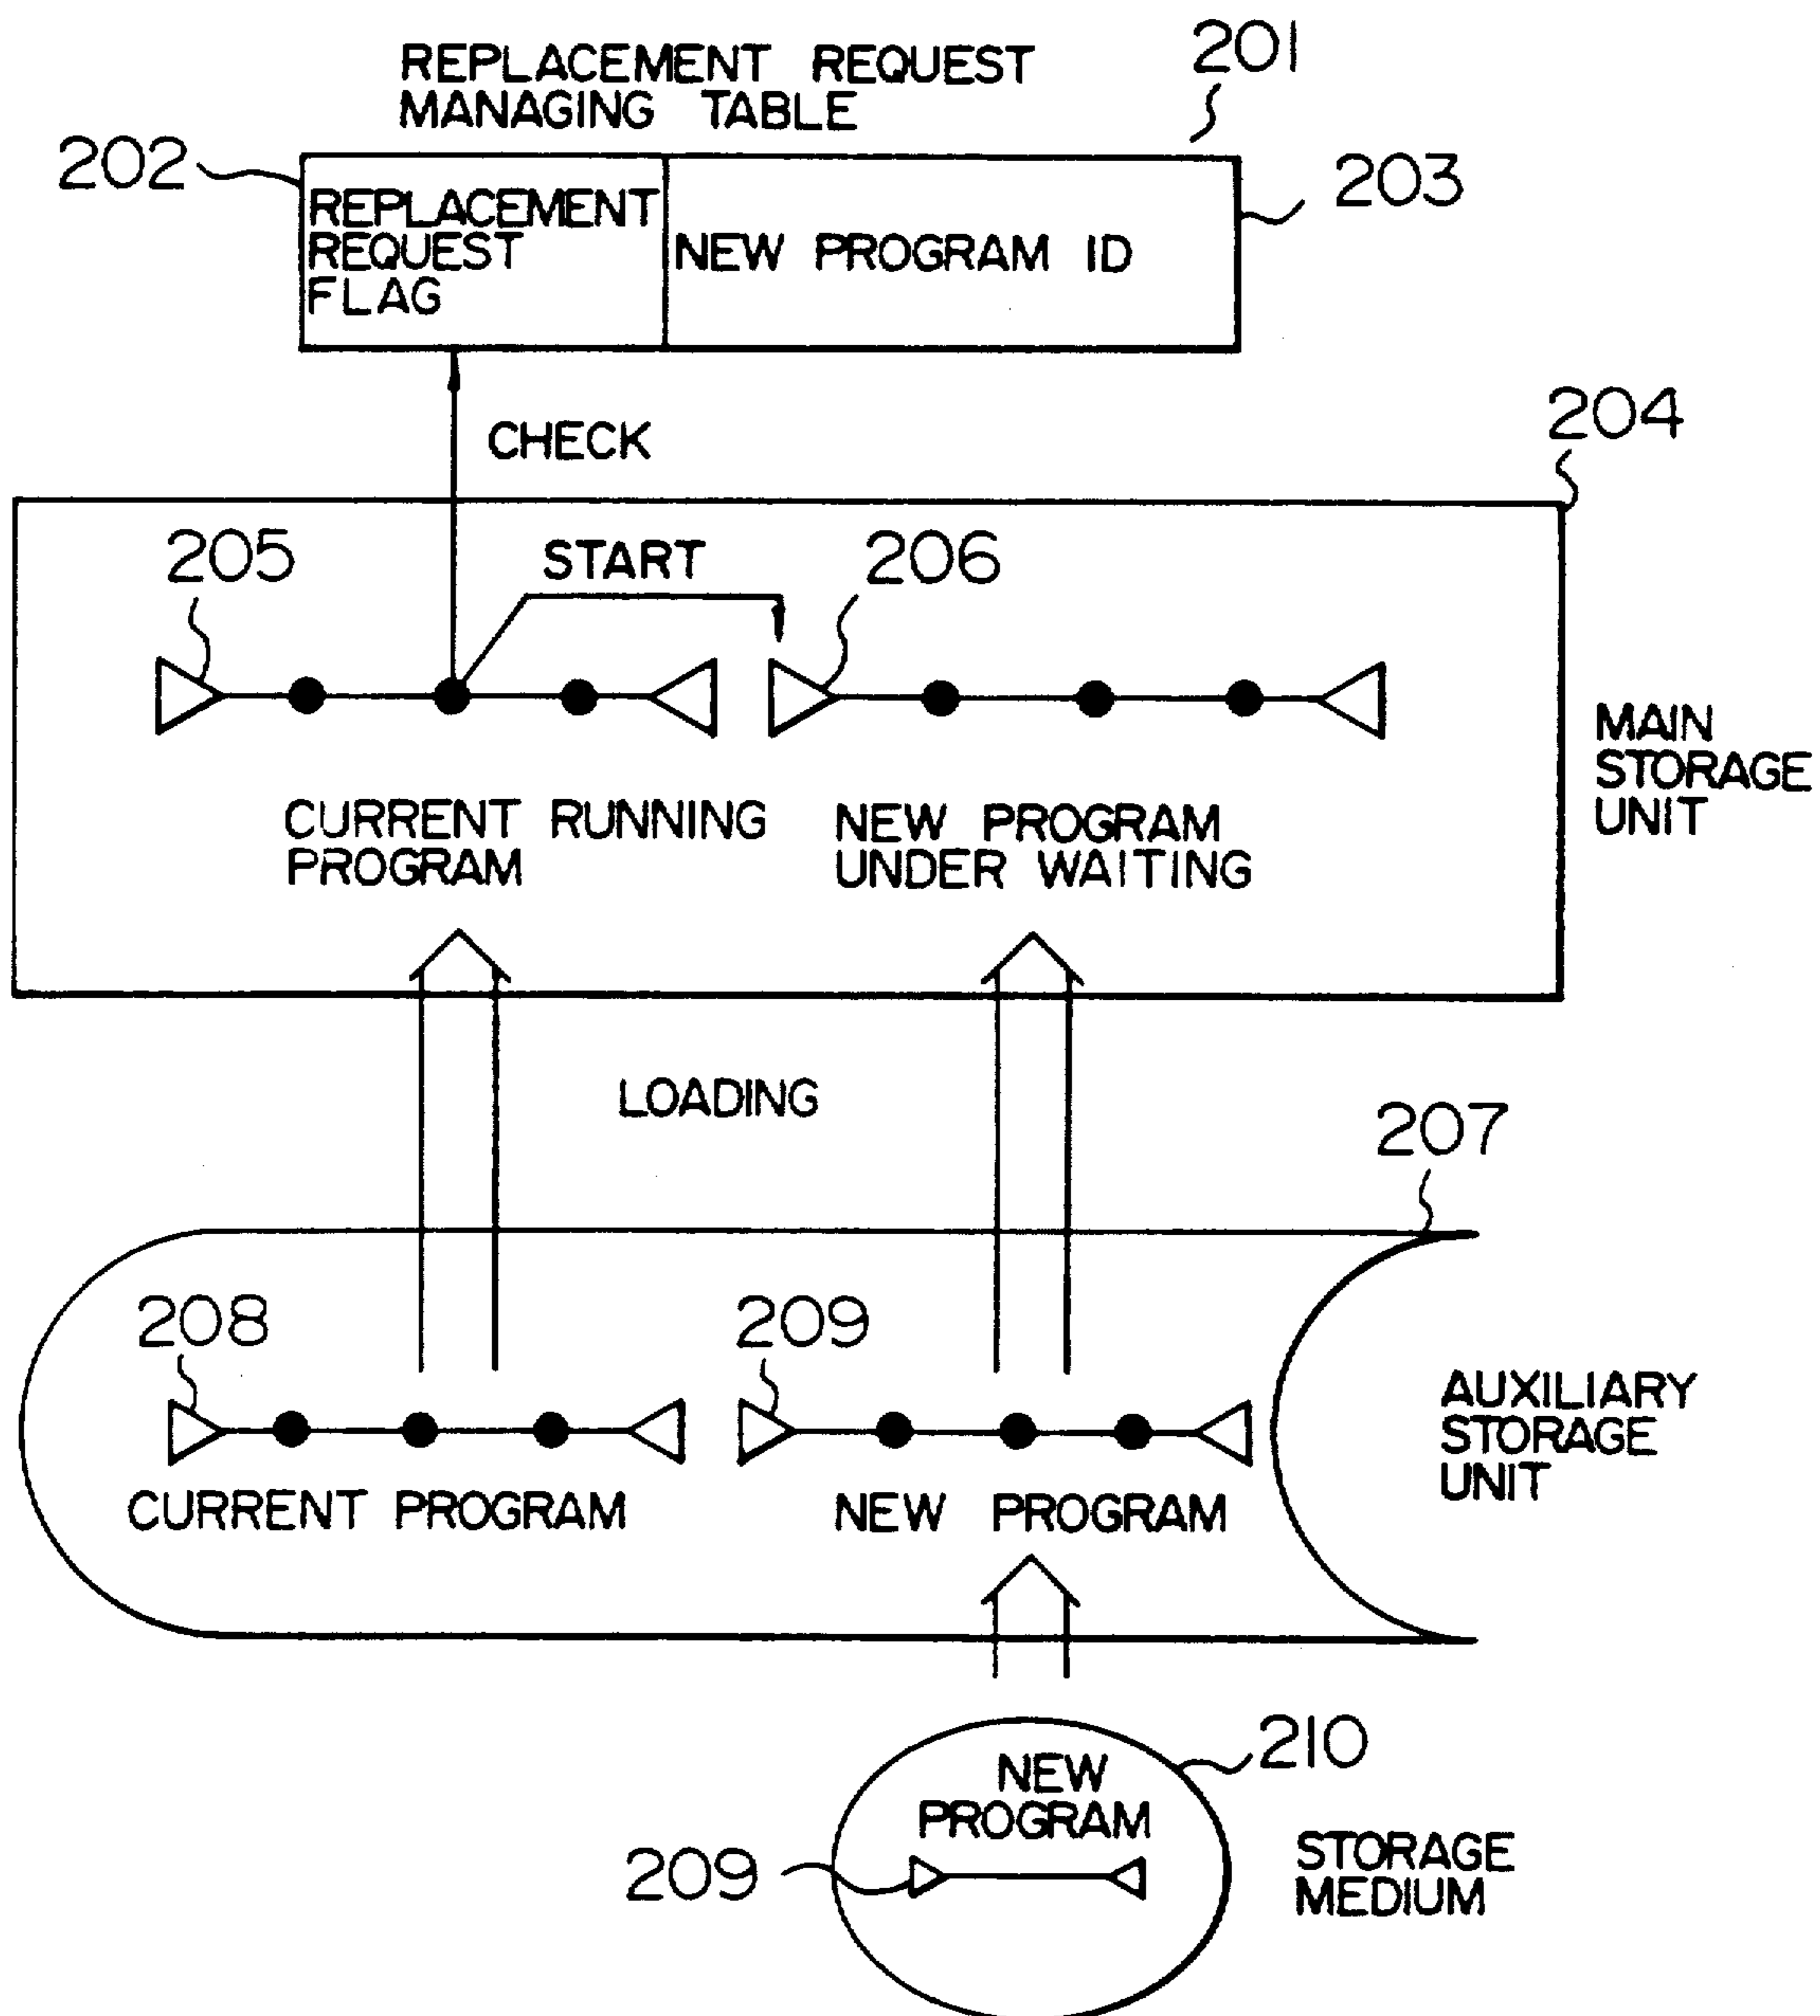 REPLACEMENT REQUEST
MANAGING TABLE
201
202
203
REPLACEMENT
REQUEST
FLAG
NEW PROGRAM ID
CHECK
204
205
START
206
MAIN
STORAGE
UNIT
CURRENT RUNNING
PROGRAM
NEW PROGRAM
UNDER WAITING
LOADING
207
208
209
AUXILIARY
STORAGE
UNIT
CURRENT PROGRAM
NEW PROGRAM
210
NEW
PROGRAM
209
STORAGE
MEDIUM